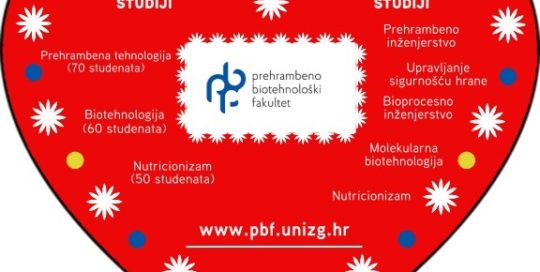 STUDIJI
Prehrambena tehnologija
(70 studenata)
Biotehnologija
(60 studenata)
Nutricionizam
(50 studenata)
prehrambeno
biotehnološki
fakultet
STUDIJI
Prehrambeno
inženjerstvo
Upravljanje
sigurnošću hrane
Bioprocesno
inženjerstvo
Molekularna
biotehnologija
Nutricionizam
www.pbf.unizg.hr